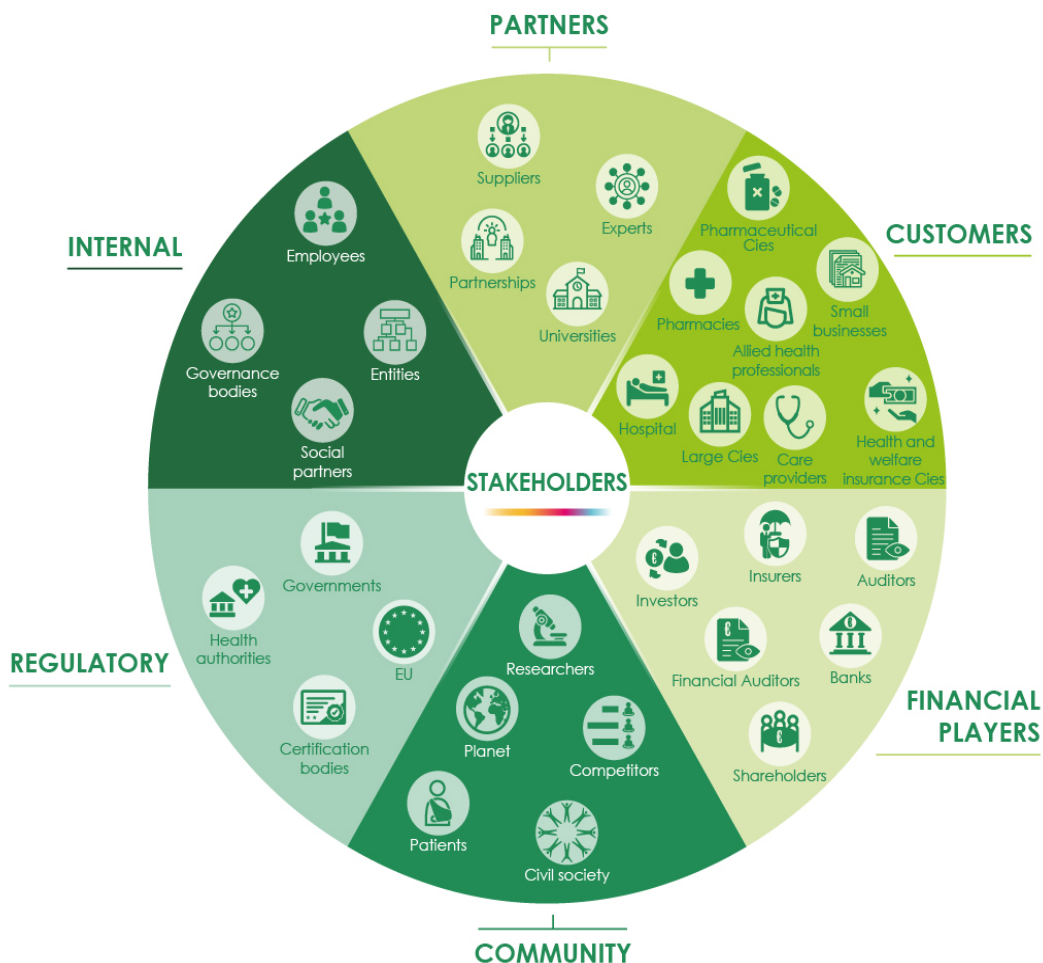 PARTNERS
Suppliers
Experts
Partnerships
Universities
CUSTOMERS
Pharmaceutical
Cies
Small
businesses
Pharmacies
Allied health
professionals
Hospital
Large Cies
Care
providers
Health and
welfare
insurance Cies
INTERNAL
Employees
Governance
bodies
Entities
Social
partners
STAKEHOLDERS
REGULATORY
Governments
Health
authorities
EU
Certification
bodies
COMMUNITY
Researchers
Planet
Competitors
Patients
Civil society
FINANCIAL
PLAYERS
Investors
Insurers
Auditors
Financial Auditors
Banks
Shareholders